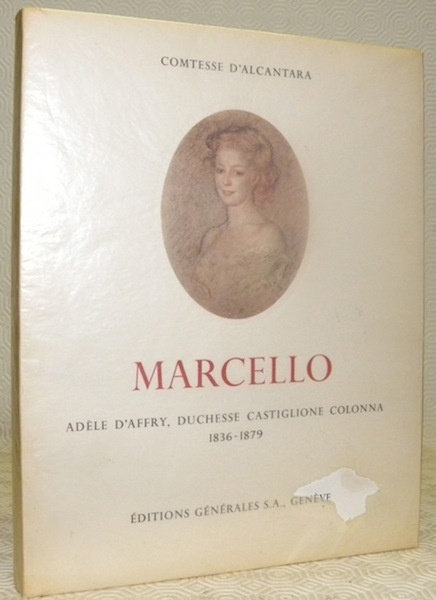 COMTESSE D'ALCANTARA
MARCELLO
ADÈLE D'AFFRY, DUCHESSE CASTIGLIONE COLONNA
1836-1879
ÉDITIONS GÉNÉRALES S.A., GENÈVE